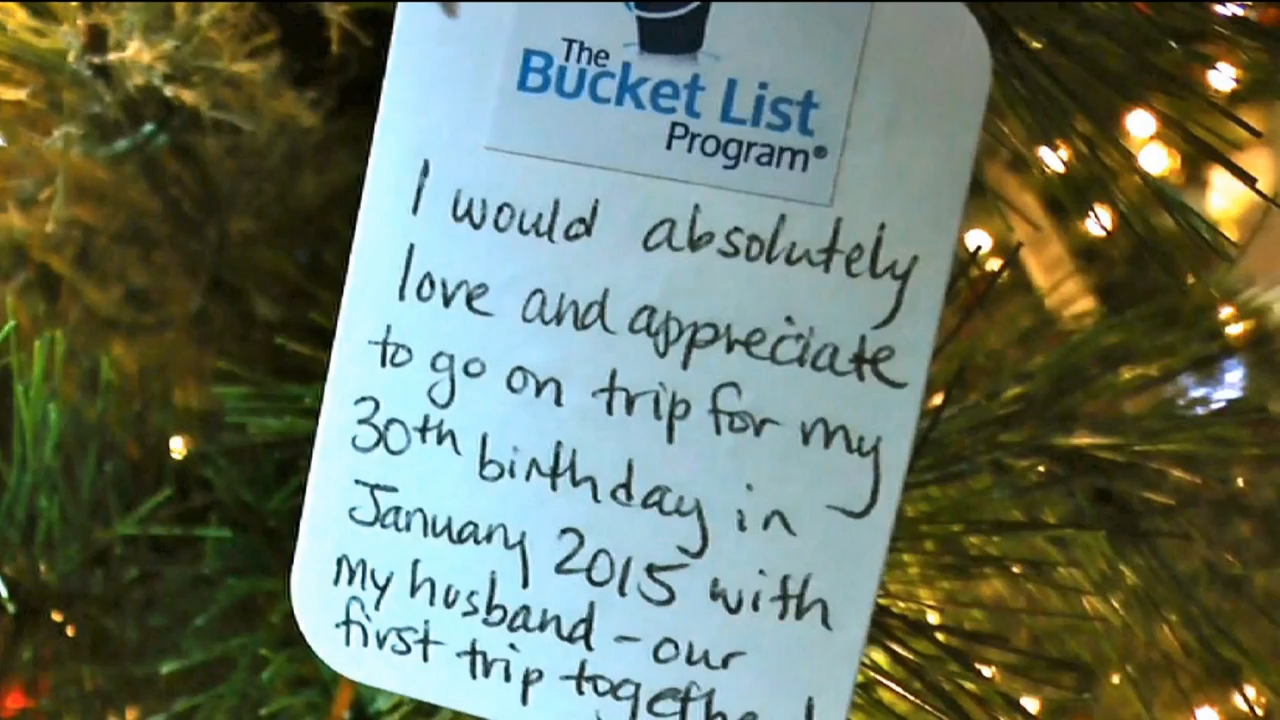 The
Bucket List
Program®
I would absolutely
love and appreciate
to go on trip for my
30th birthday in
January 2015 with
my husband - our
first trip together!